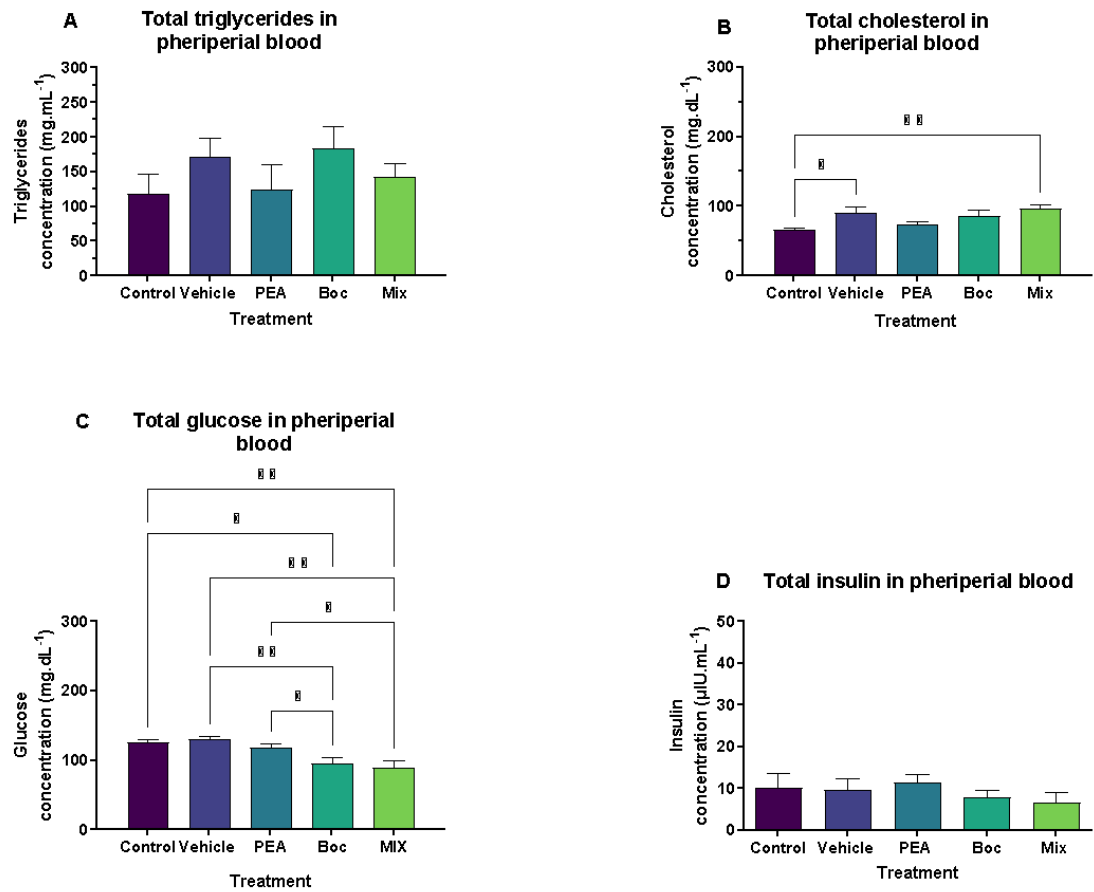 A
Total triglycerides in
pheriperial blood
Triglycerides
concentration (mg.mL⁻¹)
300
250
200
150
100
50
0
Control Vehicle PEA Boc Mix
Treatment
B
Total cholesterol in
pheriperial blood
Cholesterol
concentration (mg.dL⁻¹)
300
200
100
0
Control Vehicle PEA Boc Mix
Treatment
C
Total glucose in pheriperial
blood
Glucose
concentration (mg.dL⁻¹)
300
200
100
0
Control Vehicle PEA Boc MIX
Treatment
D
Total insulin in pheriperial blood
Insulin
concentration (µIU.mL⁻¹)
50
40
30
20
10
0
Control Vehicle PEA Boc Mix
Treatment